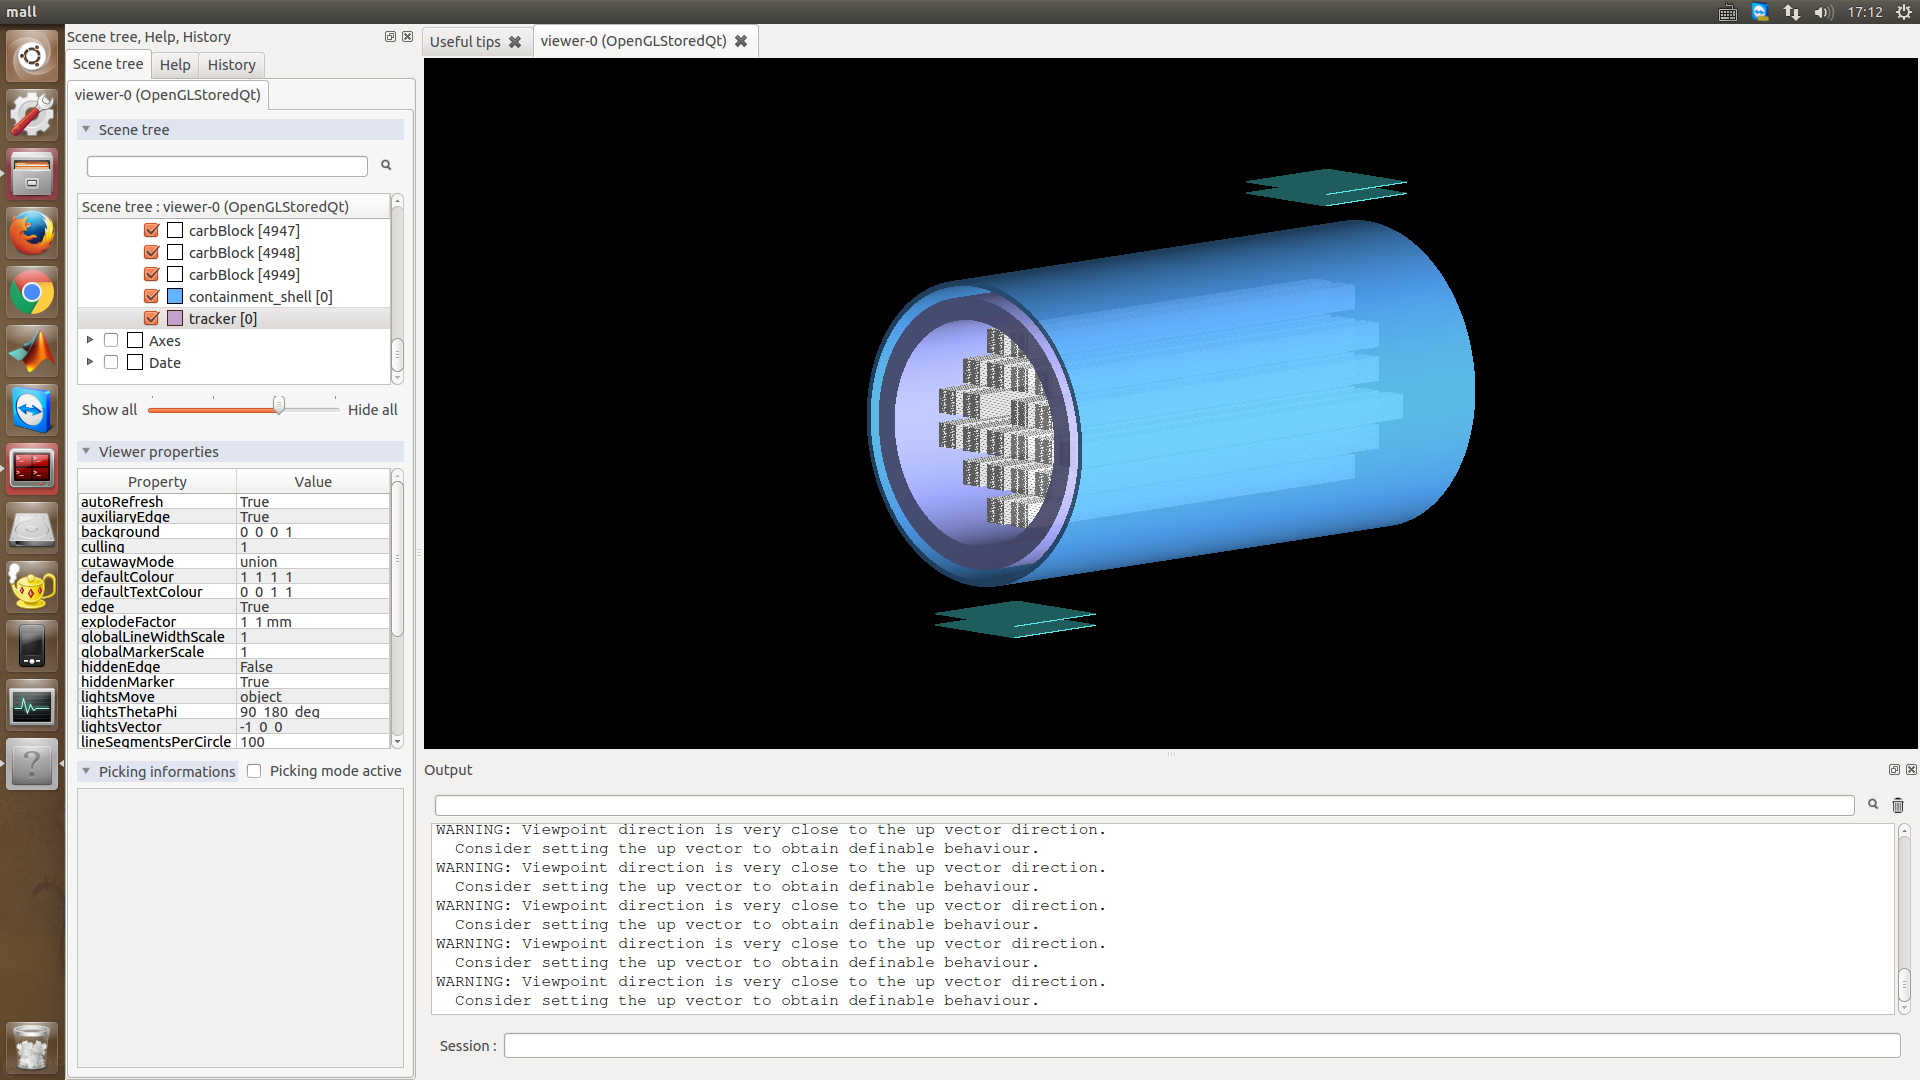 mall
17:12
Scene tree, Help, History
Scene tree
Help
History
viewer-0 (OpenGLStoredQt)
Scene tree
Scene tree : viewer-0 (OpenGLStoredQt)
carbBlock [4947]
carbBlock [4948]
carbBlock [4949]
containment_shell [0]
tracker [0]
Axes
Date
Show all
Hide all
Viewer properties
Property Value
autoRefresh True
auxiliaryEdge True
background 0 0 0 1
culling 1
cutawayMode union
defaultColour 1 1 1 1
defaultTextColour 0 0 1 1
edge True
explodeFactor 1 1 mm
globalLineWidthScale 1
globalMarkerScale 1
hiddenEdge False
hiddenMarker True
lightsMove object
lightsThetaPhi 90 180 deg
lightsVector -1 0 0
lineSegmentsPerCircle 100
Picking informations
Picking mode active
Useful tips
viewer-0 (OpenGLStoredQt)
Output
WARNING: Viewpoint direction is very close to the up vector direction.
Consider setting the up vector to obtain definable behaviour.
WARNING: Viewpoint direction is very close to the up vector direction.
Consider setting the up vector to obtain definable behaviour.
WARNING: Viewpoint direction is very close to the up vector direction.
Consider setting the up vector to obtain definable behaviour.
WARNING: Viewpoint direction is very close to the up vector direction.
Consider setting the up vector to obtain definable behaviour.
WARNING: Viewpoint direction is very close to the up vector direction.
Consider setting the up vector to obtain definable behaviour.
Session :